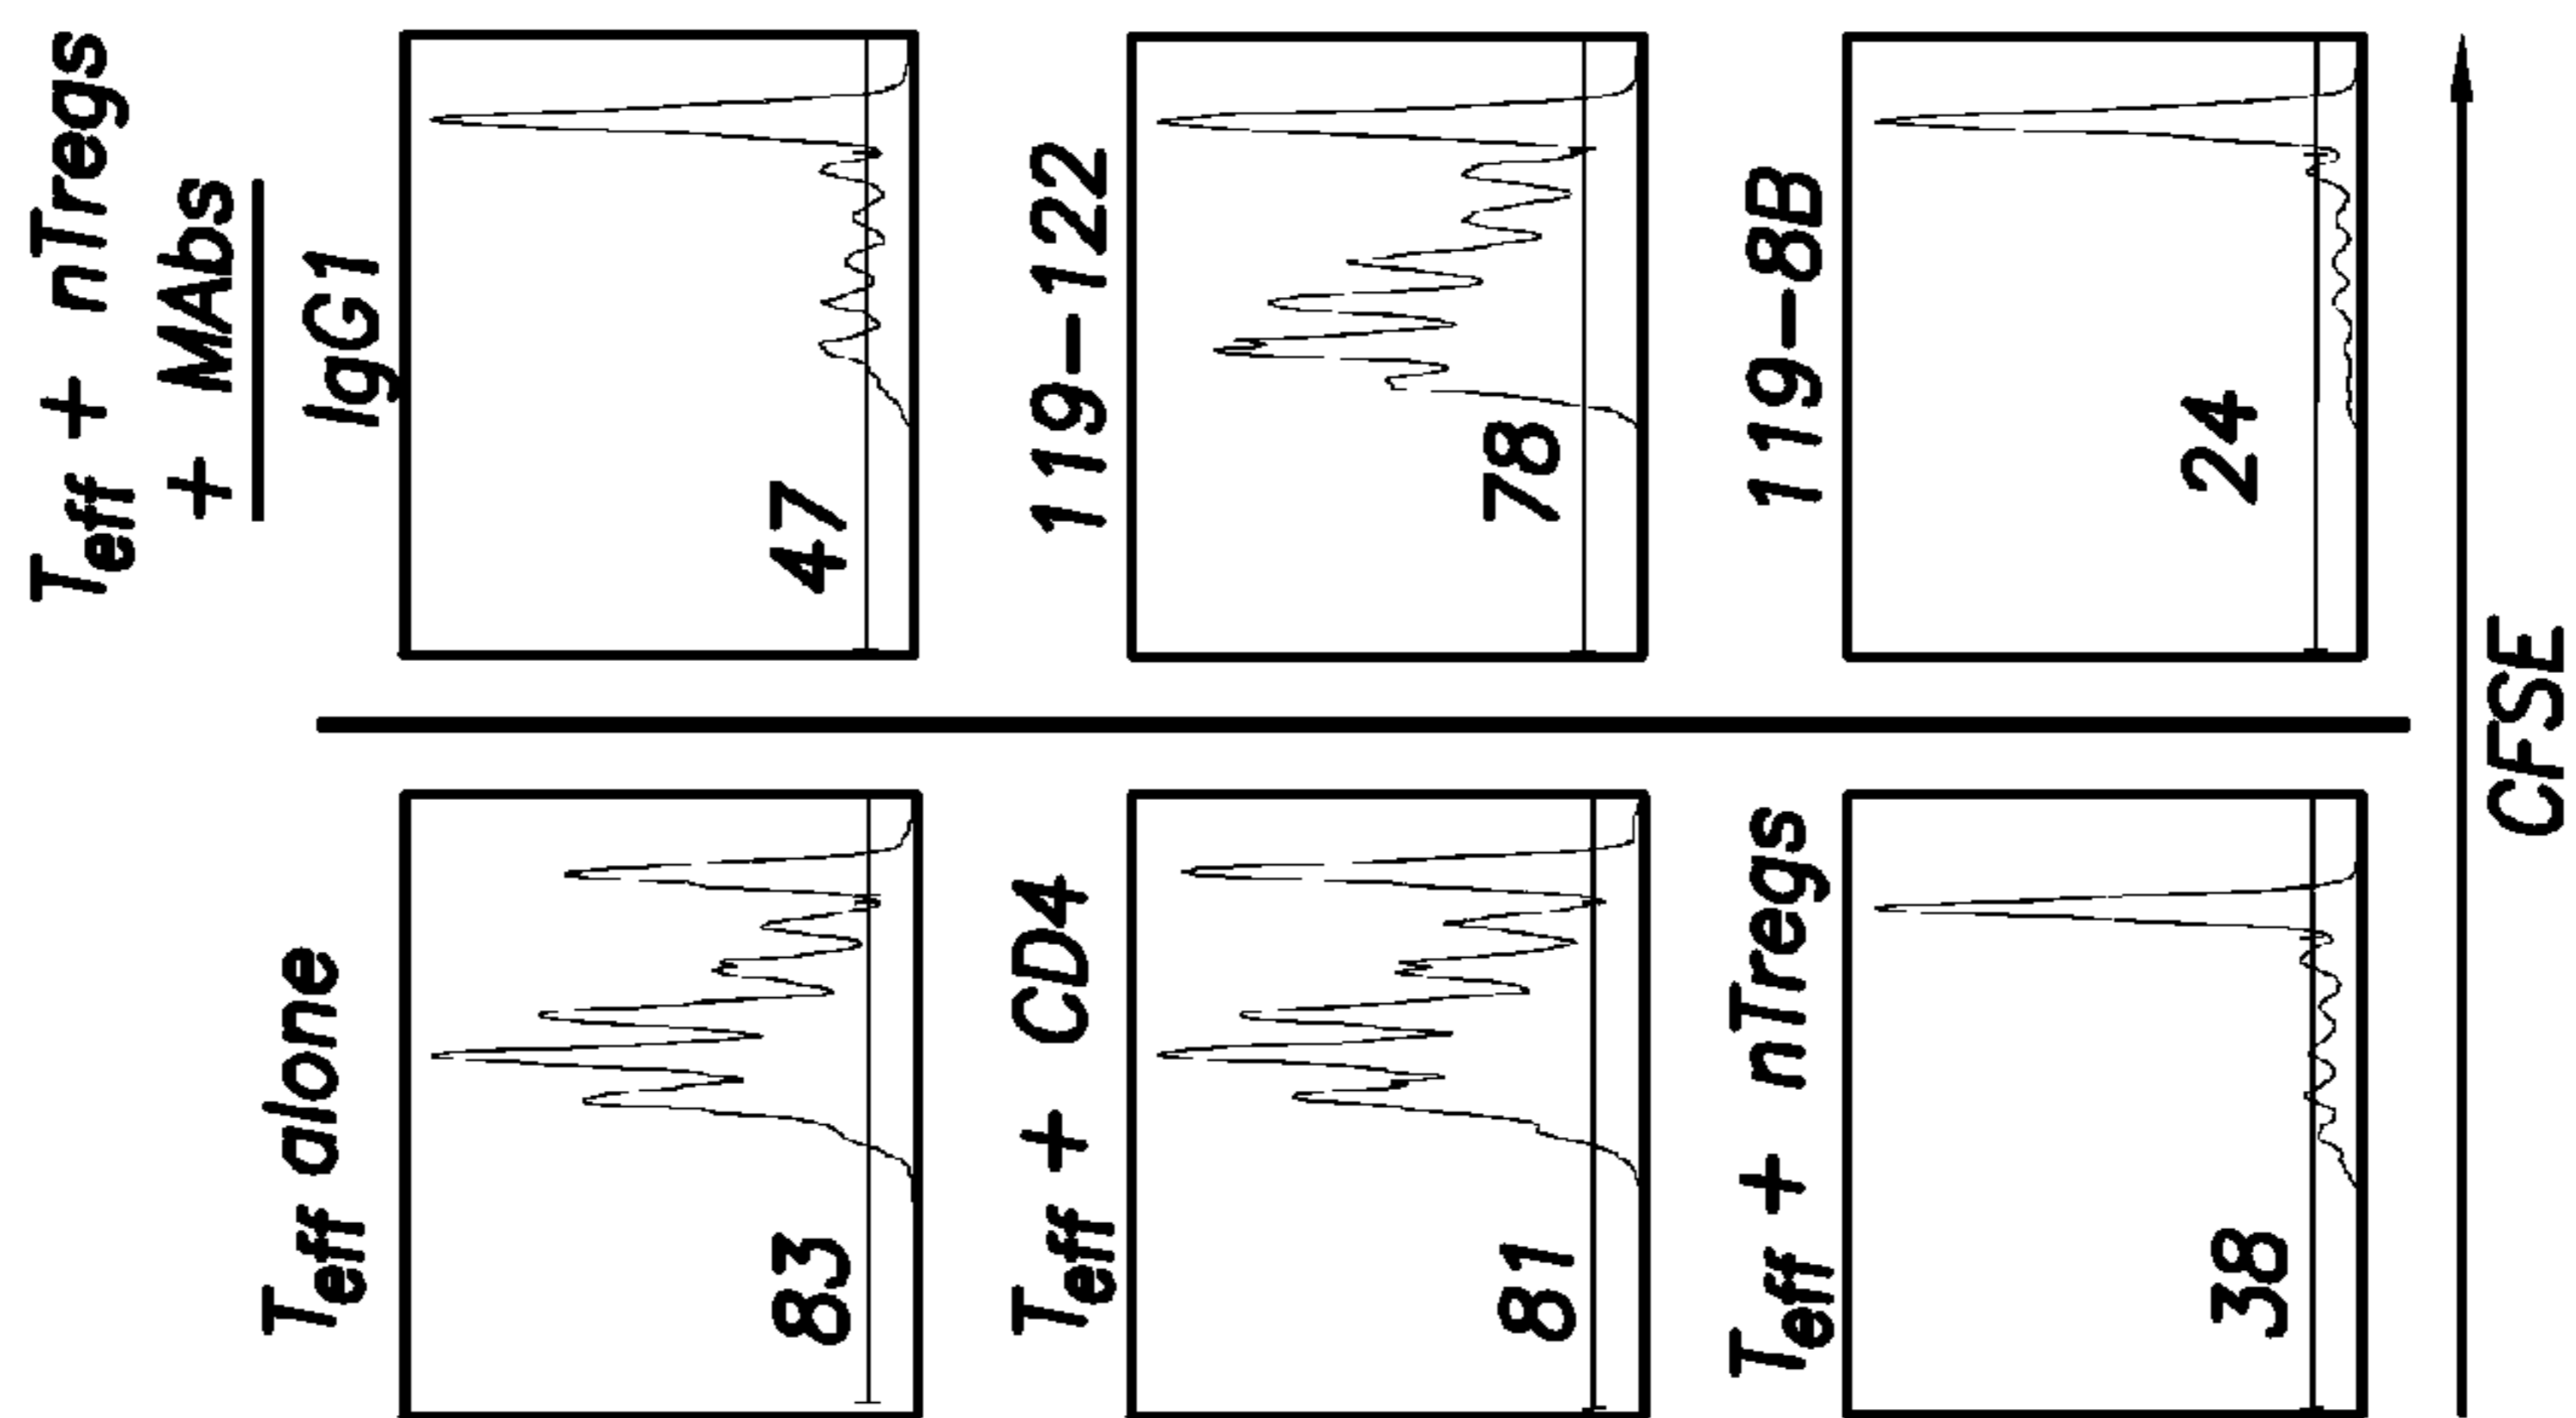 T_eff alone
83
T_eff + CD4
81
T_eff + nTregs
38
T_eff + nTregs
+ MAbs
IgG1
47
119-122
78
119-8B
24
CFSE